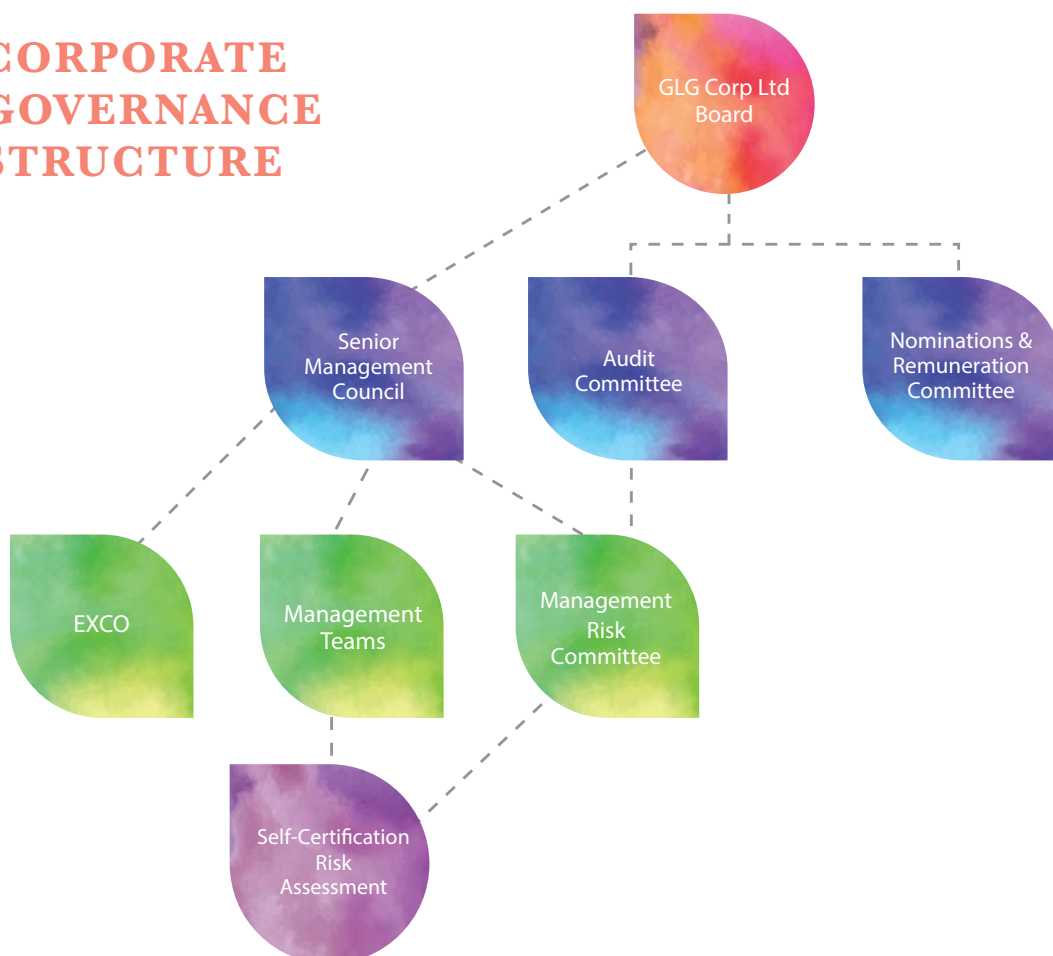 CORPORATE
GOVERNANCE
STRUCTURE
GLG Corp Ltd
Board
Senior
Management
Council
Audit
Committee
Nominations &
Remuneration
Committee
EXCO
Management
Teams
Management
Risk
Committee
Self-Certification
Risk
Assessment